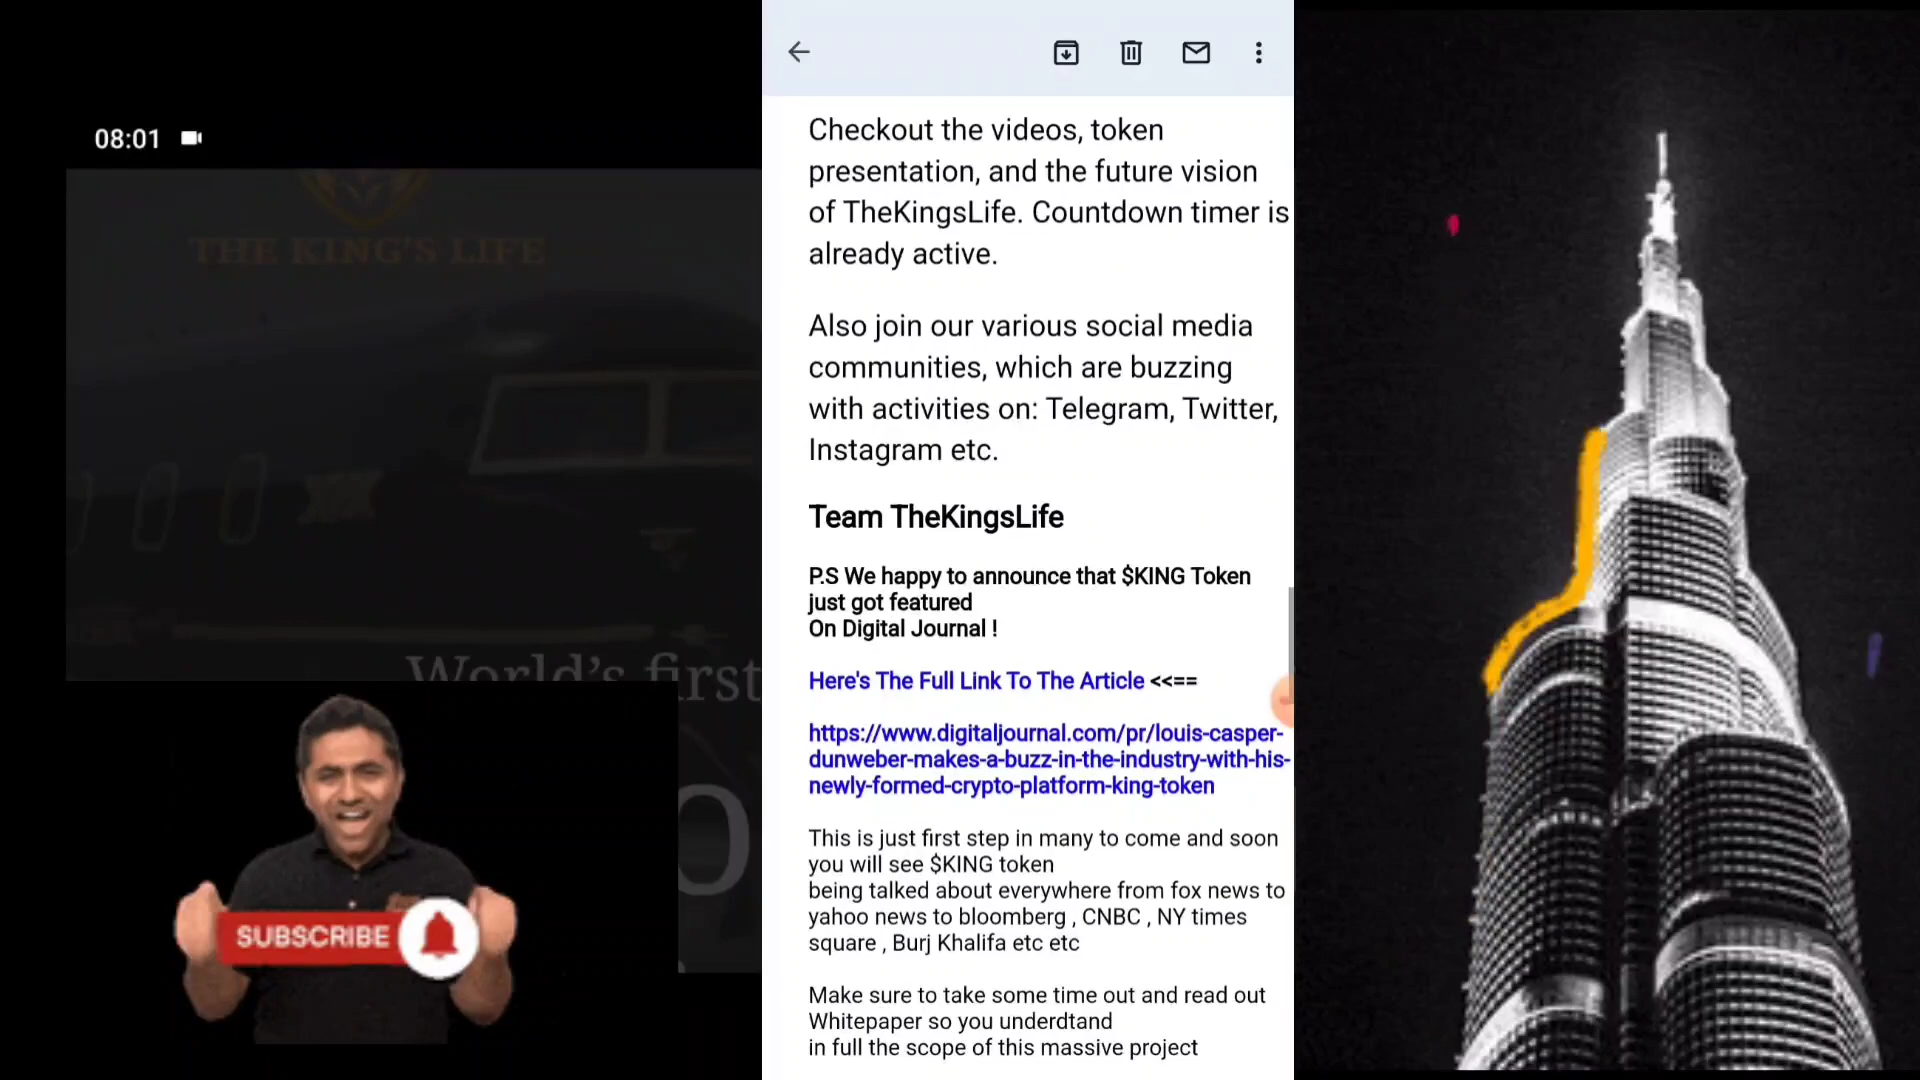 08:01
THE KING'S LIFE
World's first
SUBSCRIBE
Checkout the videos, token
presentation, and the future vision
of TheKingsLife. Countdown timer is
already active.
Also join our various social media
communities, which are buzzing
with activities on: Telegram, Twitter,
Instagram etc.
Team TheKingsLife
P.S We happy to announce that $KING Token
just got featured
On Digital Journal !
Here's The Full Link To The Article <<==
https://www.digitaljournal.com/pr/louis-casper-
dunweber-makes-a-buzz-in-the-industry-with-his-
newly-formed-crypto-platform-king-token
This is just first step in many to come and soon
you will see $KING token
being talked about everywhere from fox news to
yahoo news to bloomberg , CNBC , NY times
square , Burj Khalifa etc etc
Make sure to take some time out and read out
Whitepaper so you underdtand
in full the scope of this massive project